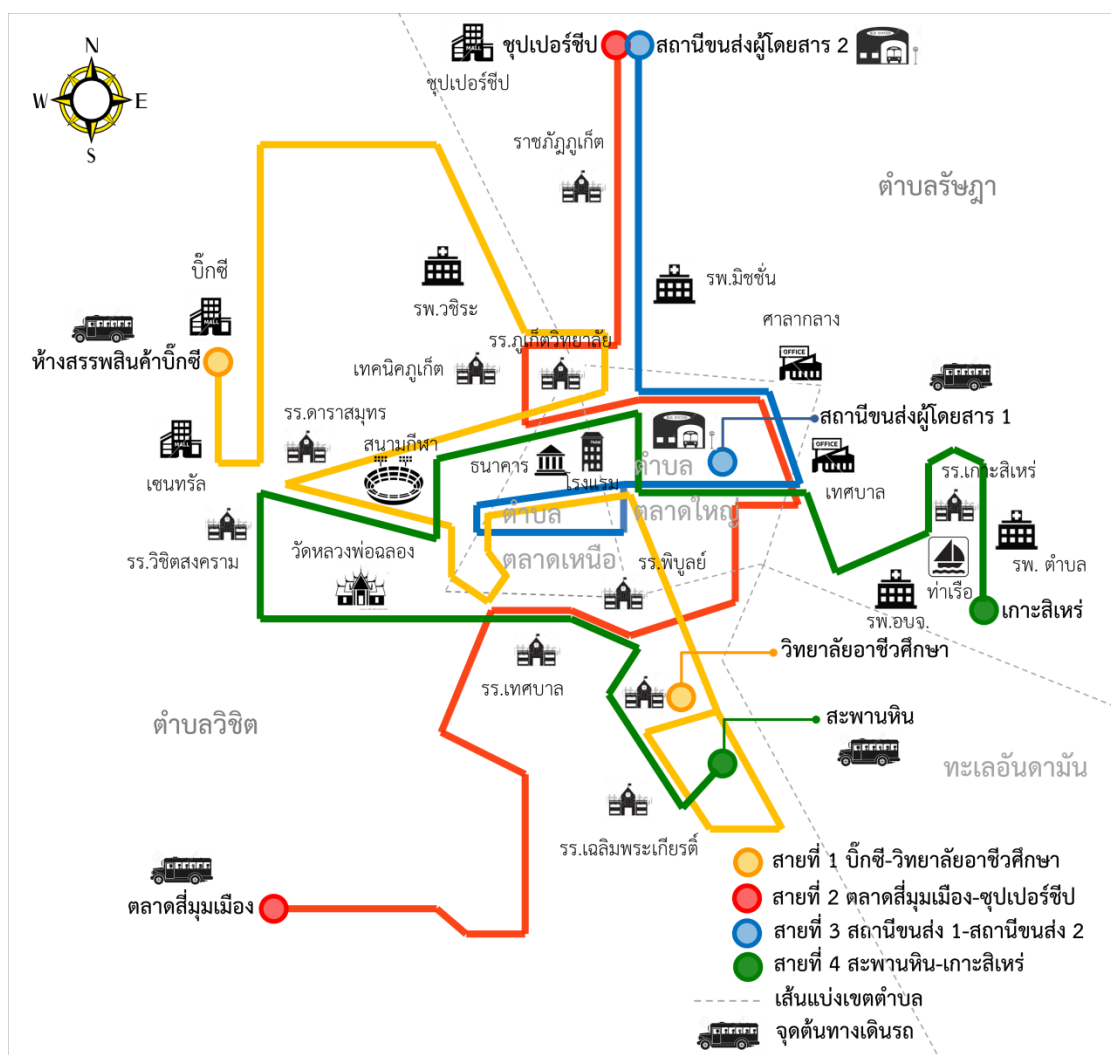 N
W
E
S
MALL
ซุปเปอร์ชีป
สถานีขนส่งผู้โดยสาร 2
ซุปเปอร์ชีป
ราชภัฎภูเก็ต
ตำบลรัษฎา
บิ๊กซี
MALL
รพ.วชิระ
รพ.มิชชั่น
ศาลากลาง
OFFICE
ห้างสรรพสินค้าบิ๊กซี
รร.ภูเก็ตวิทยาลัย
เทคนิคภูเก็ต
รร.ดาราสมุทร
สถานีขนส่งผู้โดยสาร 1
MALL
สนามกีฬา
OFFICE
เซนทรัล
ธนาคาร
โรงแรม
ตำบล
ตลาดใหญ่
เทศบาล
รร.เกาะสิเหร่
ตำบล
ตลาดเหนือ
รร.วิชิตสงคราม
วัดหลวงพ่อฉลอง
รร.พิบูลย์
รพ. ตำบล
ท่าเรือ
รพ.อบจ.
เกาะสิเหร่
วิทยาลัยอาชีวศึกษา
รร.เทศบาล
ตำบลวิชิต
สะพานหิน
ทะเลอันดามัน
รร.เฉลิมพระเกียรติ์
ตลาดสี่มุมเมือง
สายที่ 1 บิ๊กซี-วิทยาลัยอาชีวศึกษา
สายที่ 2 ตลาดสี่มุมเมือง-ซุปเปอร์ชีป
สายที่ 3 สถานีขนส่ง 1-สถานีขนส่ง 2
สายที่ 4 สะพานหิน-เกาะสิเหร่
เส้นแบ่งเขตตำบล
จุดต้นทางเดินรถ